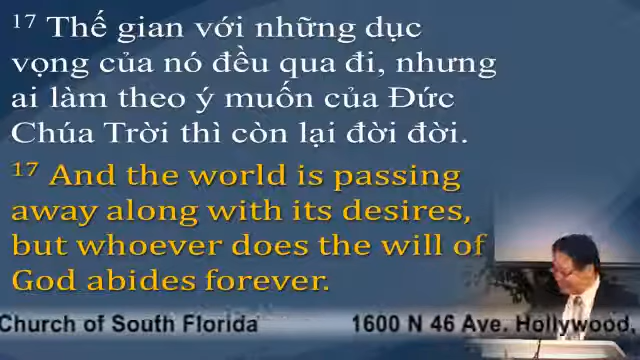 17 Thế gian với những dục
vọng của nó đều qua đi, nhưng
ai làm theo ý muốn của Đức
Chúa Trời thì còn lại đời đời.
17 And the world is passing
away along with its desires,
but whoever does the will of
God abides forever.
Church of South Florida 1600 N 46 Ave. Hollywood,